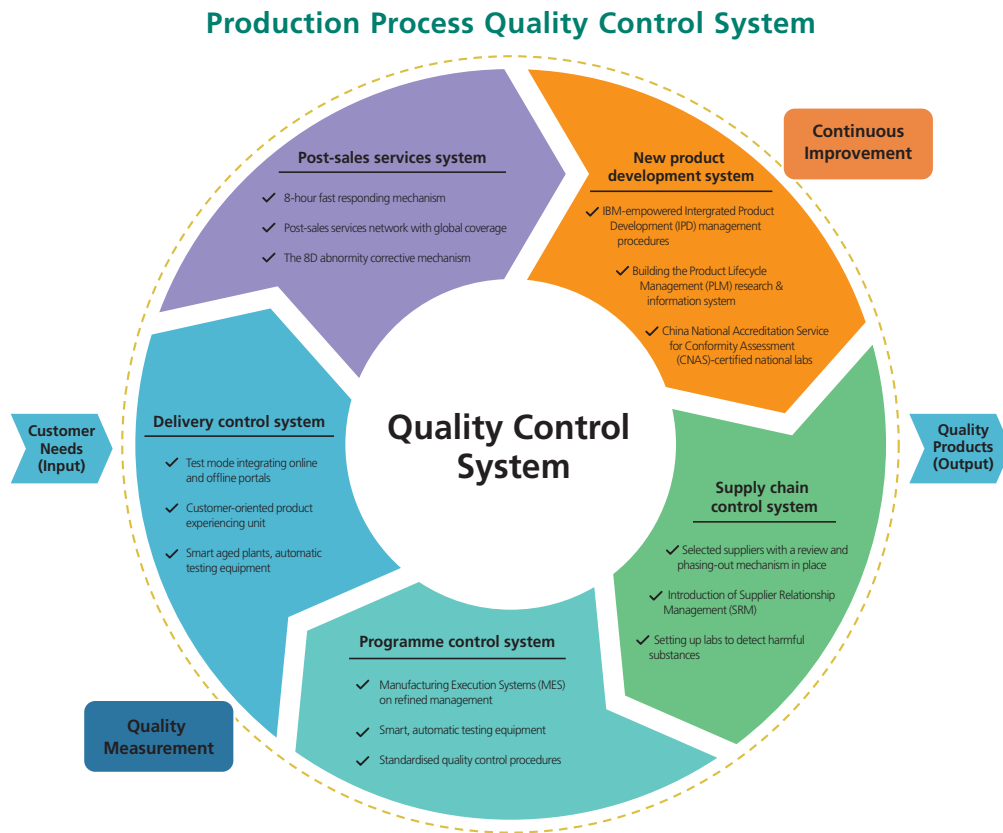 Production Process Quality Control System
Post-sales services system
8-hour fast responding mechanism
Post-sales services network with global coverage
The 8D abnormity corrective mechanism
New product
development system
IBM-empowered Intergrated Product
Development (IPD) management
procedures
Building the Product Lifecycle
Management (PLM) research &
information system
China National Accreditation Service
for Conformity Assessment
(CNAS)-certified national labs
Continuous
Improvement
Customer
Needs
(Input)
Delivery control system
Test mode integrating online
and offline portals
Customer-oriented product
experiencing unit
Smart aged plants, automatic
testing equipment
Quality Control
System
Quality
Products
(Output)
Supply chain
control system
Selected suppliers with a review and
phasing-out mechanism in place
Introduction of Supplier Relationship
Management (SRM)
Setting up labs to detect harmful
substances
Programme control system
Manufacturing Execution Systems (MES)
on refined management
Smart, automatic testing equipment
Standardised quality control procedures
Quality
Measurement